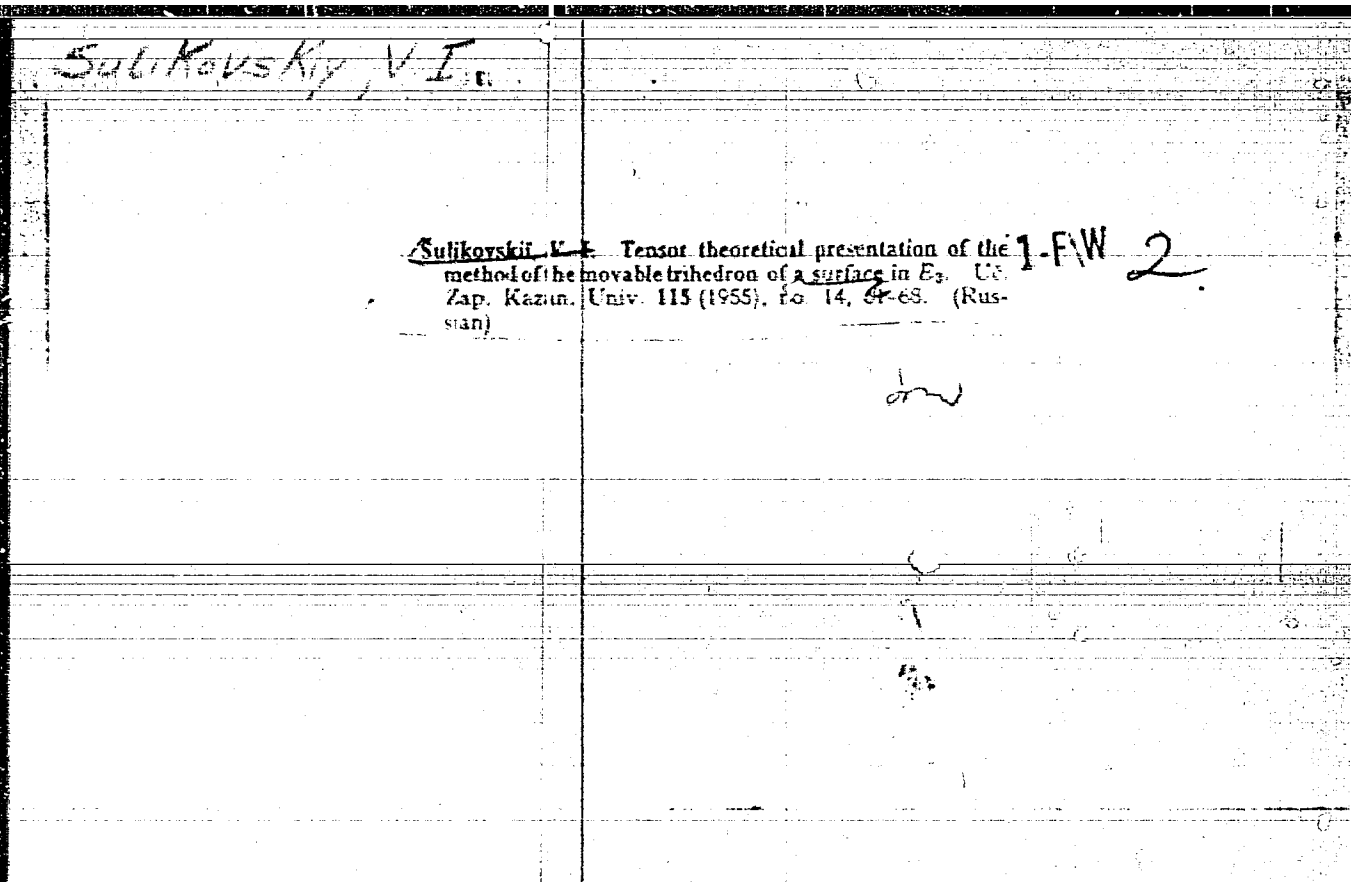 Sulikovskiy, V. I.
Šulikovskiĭ, V. I. Tensor theoretical presentation of the 1-F\W 2
method of the movable trihedron of a surface in E₃. Uč.
Zap. Kazan. Univ. 115 (1955), no. 14, -68. (Rus-
sian)